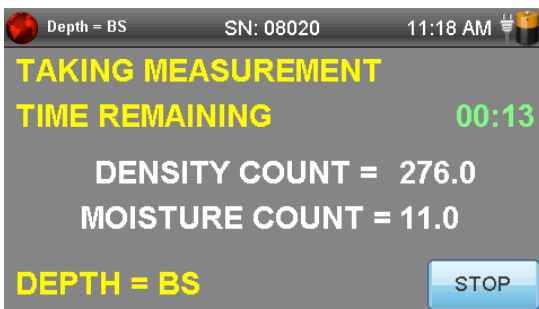 Depth = BS SN: 08020 11:18 AM
TAKING MEASUREMENT
TIME REMAINING 00:13
DENSITY COUNT = 276.0
MOISTURE COUNT = 11.0
DEPTH = BS STOP